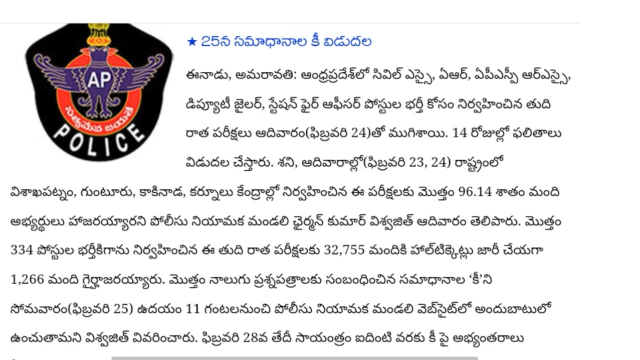 AP
సత్యమేవ జయతే
POLICE
★ 25న సమాధానాల కీ విడుదల
ఈనాడు, అమరావతి: ఆంధ్రప్రదేశ్‌లో సివిల్ ఎస్సై, ఏఆర్, ఏపీఎస్పీ ఆర్ఎస్సై,
డిప్యూటీ జైలర్, స్టేషన్ ఫైర్ ఆఫీసర్ పోస్టుల భర్తీ కోసం నిర్వహించిన తుది
రాత పరీక్షలు ఆదివారం(ఫిబ్రవరి 24)తో ముగిశాయి. 14 రోజుల్లో ఫలితాలు
విడుదల చేస్తారు. శని, ఆదివారాల్లో(ఫిబ్రవరి 23, 24) రాష్ట్రంలో
విశాఖపట్నం, గుంటూరు, కాకినాడ, కర్నూలు కేంద్రాల్లో నిర్వహించిన ఈ పరీక్షలకు మొత్తం 96.14 శాతం మంది
అభ్యర్థులు హాజరయ్యారని పోలీసు నియామక మండలి ఛైర్మన్ కుమార్ విశ్వజిత్ ఆదివారం తెలిపారు. మొత్తం
334 పోస్టుల భర్తీకిగాను నిర్వహించిన ఈ తుది రాత పరీక్షలకు 32,755 మందికి హాల్‌టిక్కెట్లు జారీ చేయగా
1,266 మంది గైర్హాజరయ్యారు. మొత్తం నాలుగు ప్రశ్నపత్రాలకు సంబంధించిన సమాధానాల ‘కీ’ని
సోమవారం(ఫిబ్రవరి 25) ఉదయం 11 గంటలనుంచి పోలీసు నియామక మండలి వెబ్‌సైట్‌లో అందుబాటులో
ఉంచుతామని విశ్వజిత్ వివరించారు. ఫిబ్రవరి 28వ తేదీ సాయంత్రం ఐదింటి వరకు కీ పై అభ్యంతరాలు